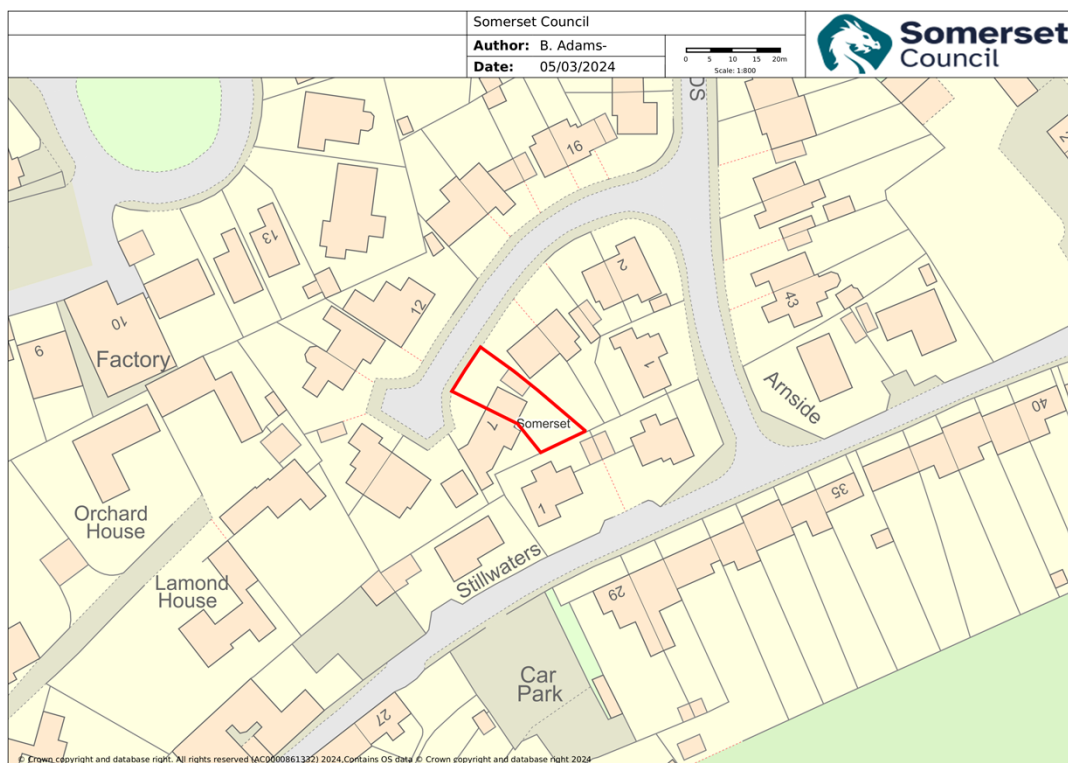 Somerset Council
Author: B. Adams-
Date: 05/03/2024
0 5 10 15 20m
Scale: 1:800
Somerset
Council
OS
16
13
2
12
43
10
9
Factory
1
Arnside
40
7
Somerset
35
1
Orchard
House
Stillwaters
Lamond
House
29
Car
Park
27
© Crown copyright and database right. All rights reserved (AC0000861332) 2024,Contains OS data © Crown copyright and database right 2024